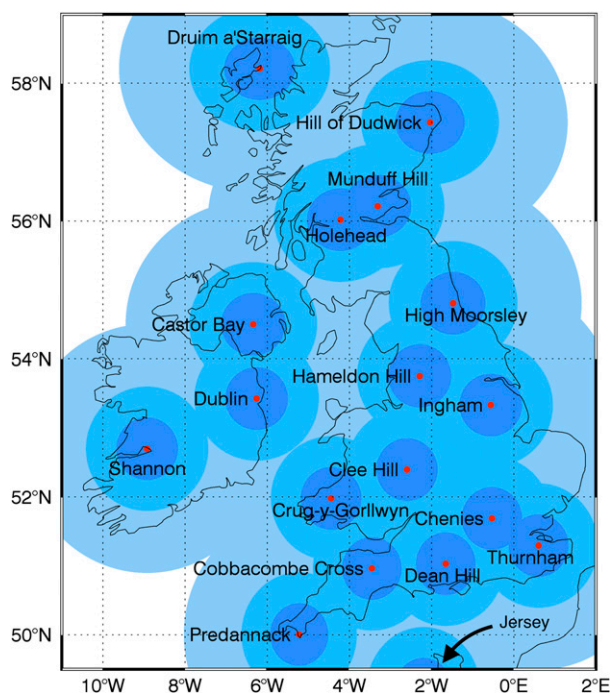 Druim a'Starraig
58°N
Hill of Dudwick
Munduff Hill
56°N
Holehead
Castor Bay
High Moorsley
54°N
Hameldon Hill
Dublin
Ingham
Shannon
Clee Hill
52°N
Crug-y-Gorllwyn
Chenies
Thurnham
Cobbacombe Cross
Dean Hill
Predannack
50°N
Jersey
10°W 8°W 6°W 4°W 2°W 0°E 2°E